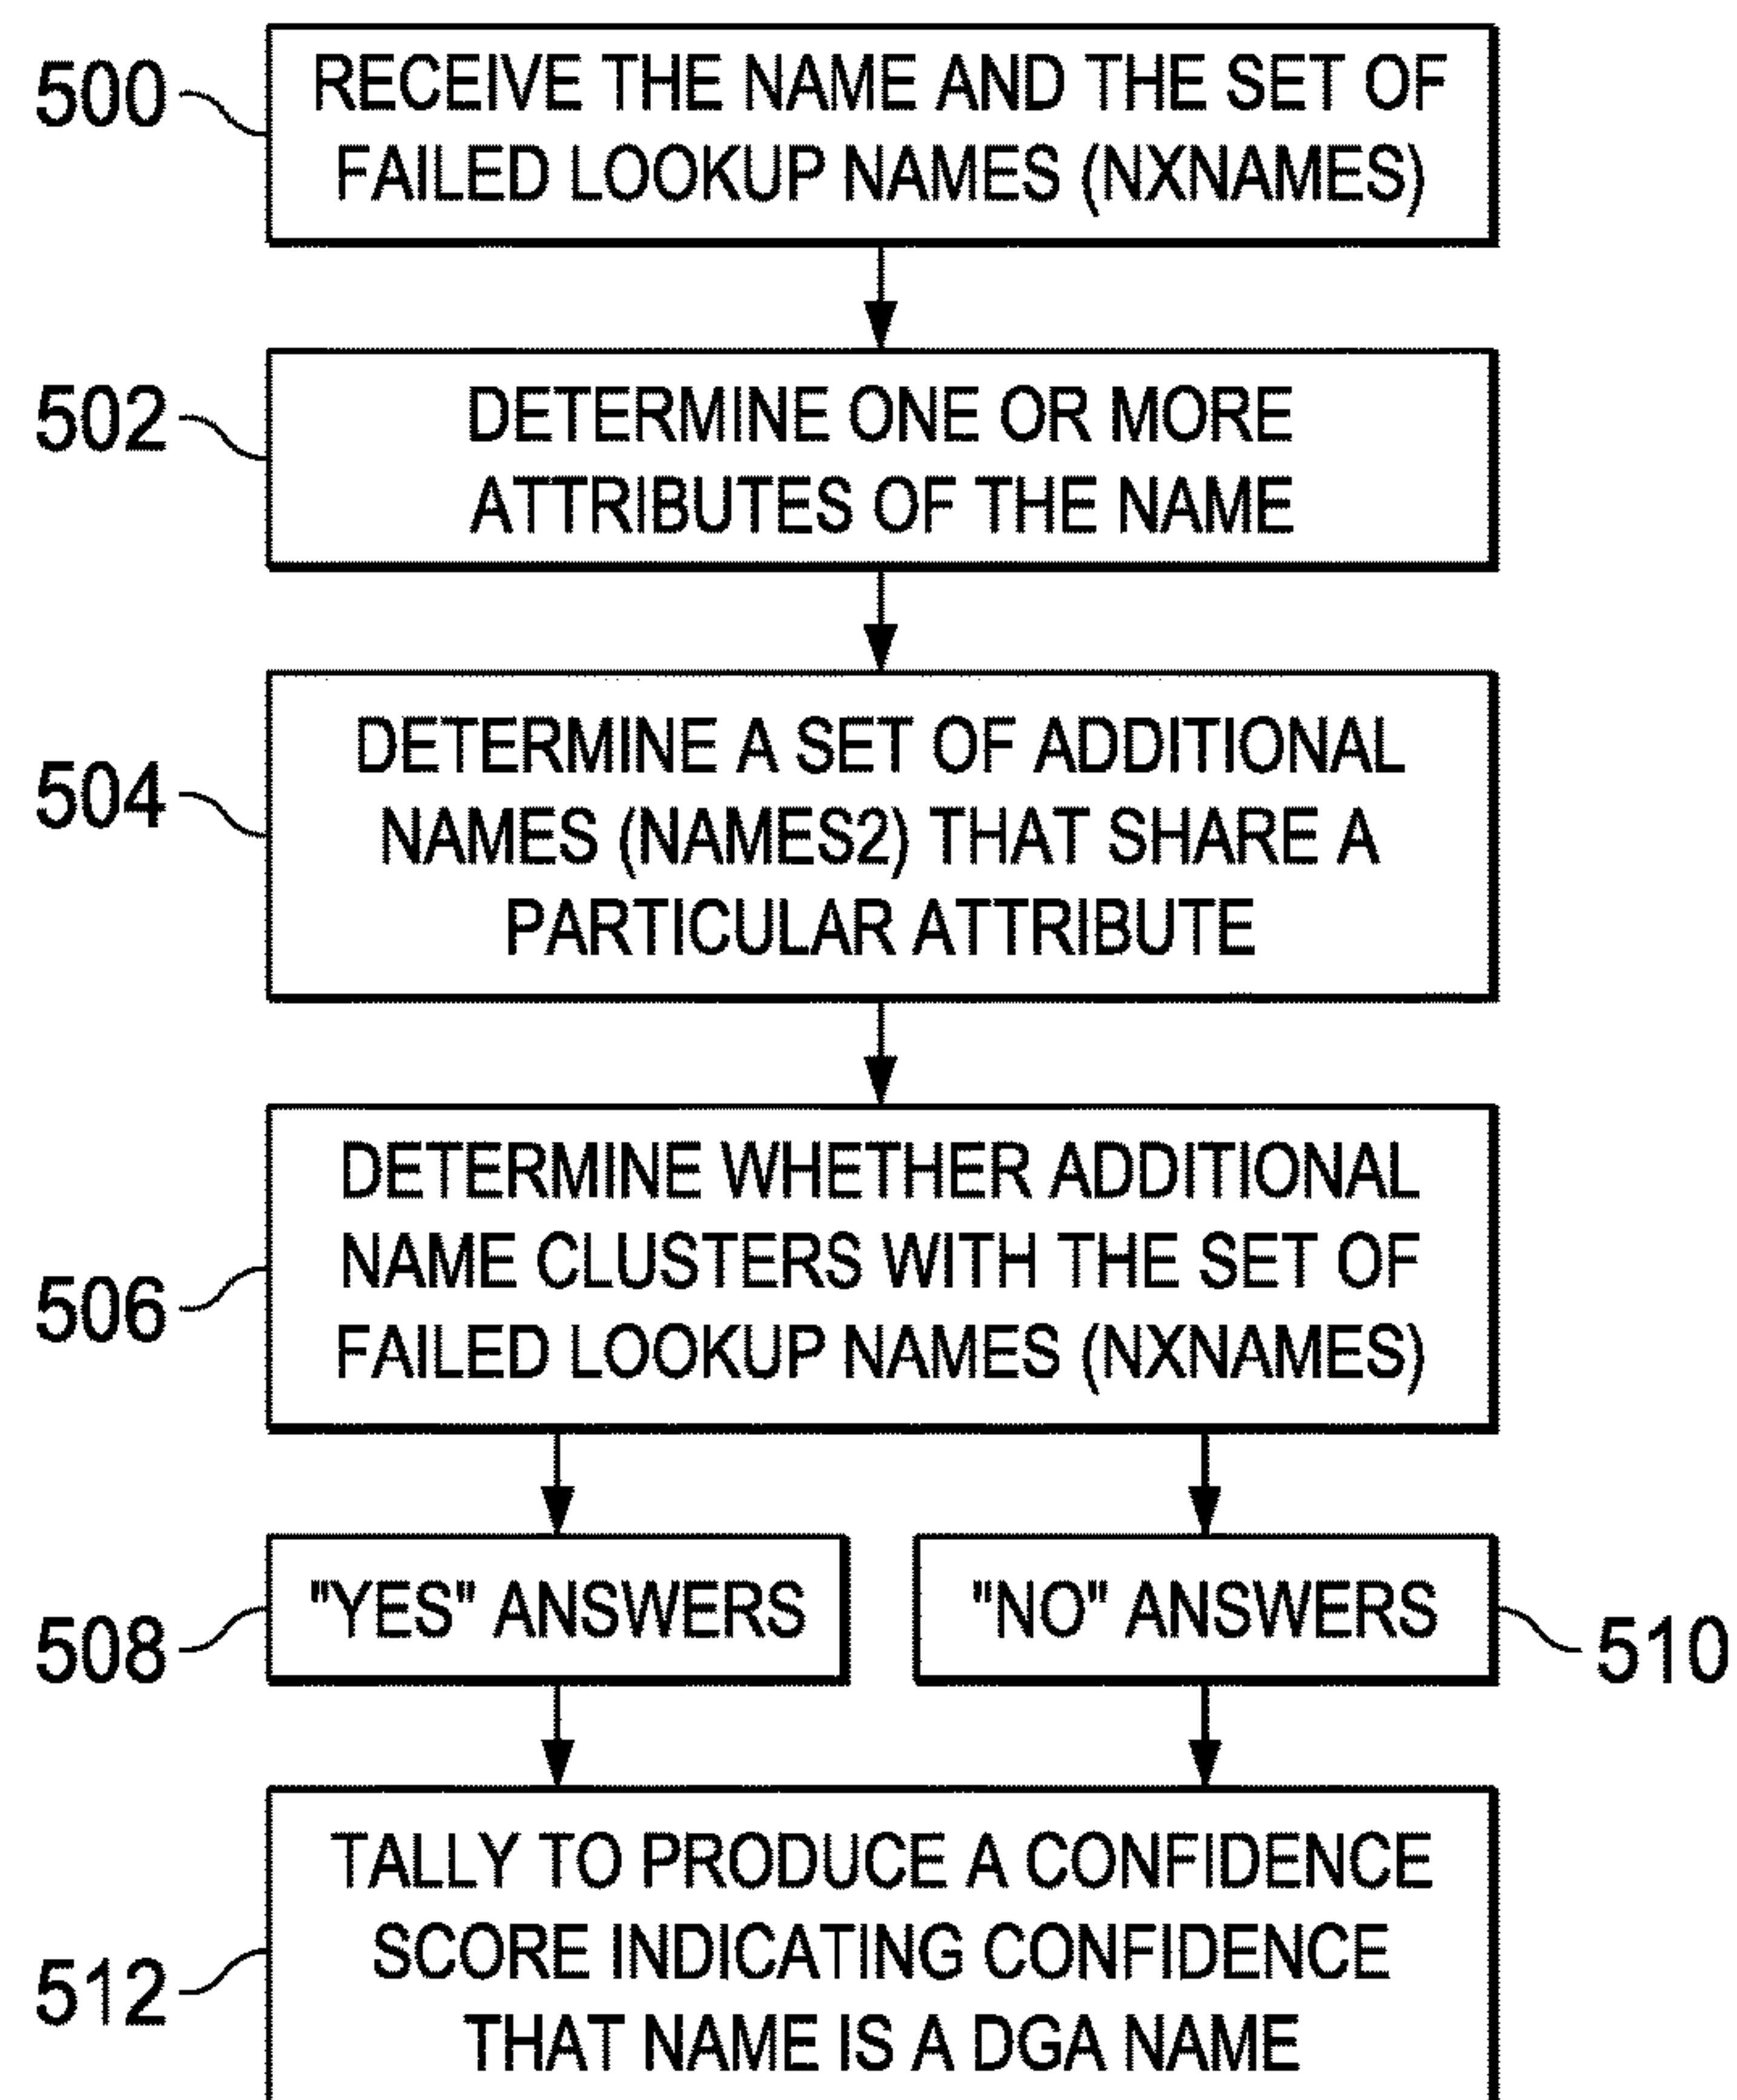 500
RECEIVE THE NAME AND THE SET OF
FAILED LOOKUP NAMES (NXNAMES)
502
DETERMINE ONE OR MORE
ATTRIBUTES OF THE NAME
504
DETERMINE A SET OF ADDITIONAL
NAMES (NAMES2) THAT SHARE A
PARTICULAR ATTRIBUTE
506
DETERMINE WHETHER ADDITIONAL
NAME CLUSTERS WITH THE SET OF
FAILED LOOKUP NAMES (NXNAMES)
508
"YES" ANSWERS
"NO" ANSWERS
510
512
TALLY TO PRODUCE A CONFIDENCE
SCORE INDICATING CONFIDENCE
THAT NAME IS A DGA NAME